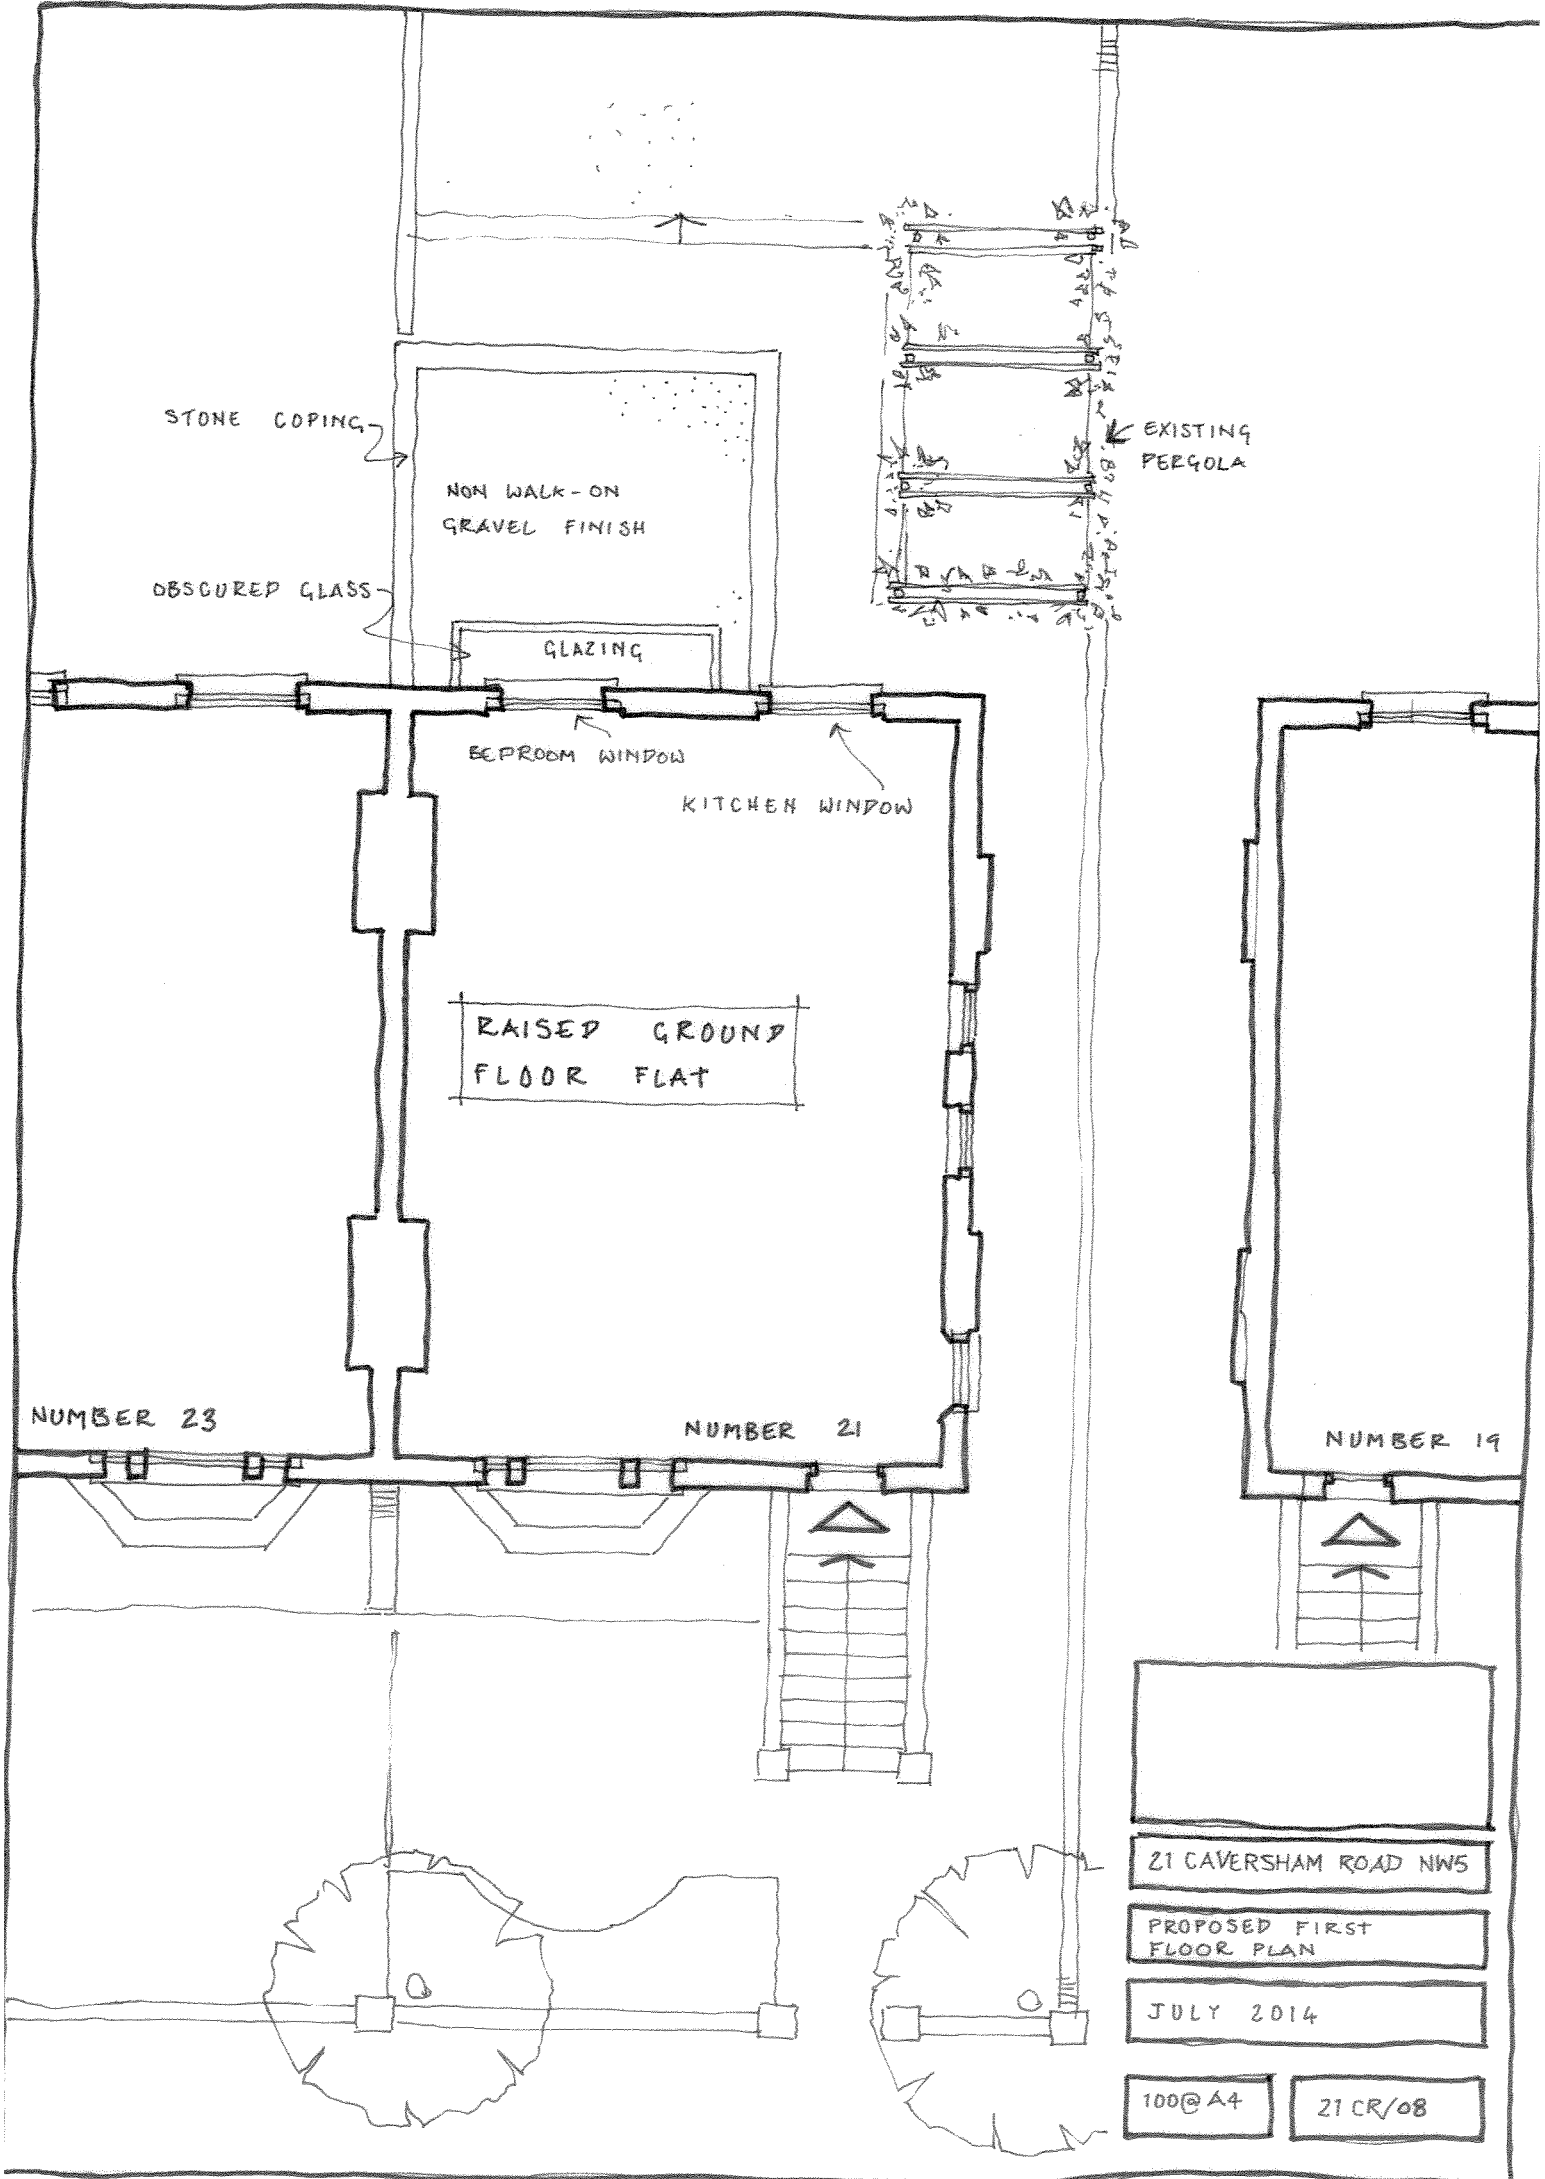 STONE COPING
EXISTING
PERGOLA
NON WALK-ON
GRAVEL FINISH
OBSCURED GLASS
GLAZING
BEDROOM WINDOW
KITCHEN WINDOW
RAISED GROUND
FLOOR FLAT
NUMBER 23
NUMBER 21
NUMBER 19
21 CAVERSHAM ROAD NW5
PROPOSED FIRST
FLOOR PLAN
JULY 2014
100@A4
21 CR/08